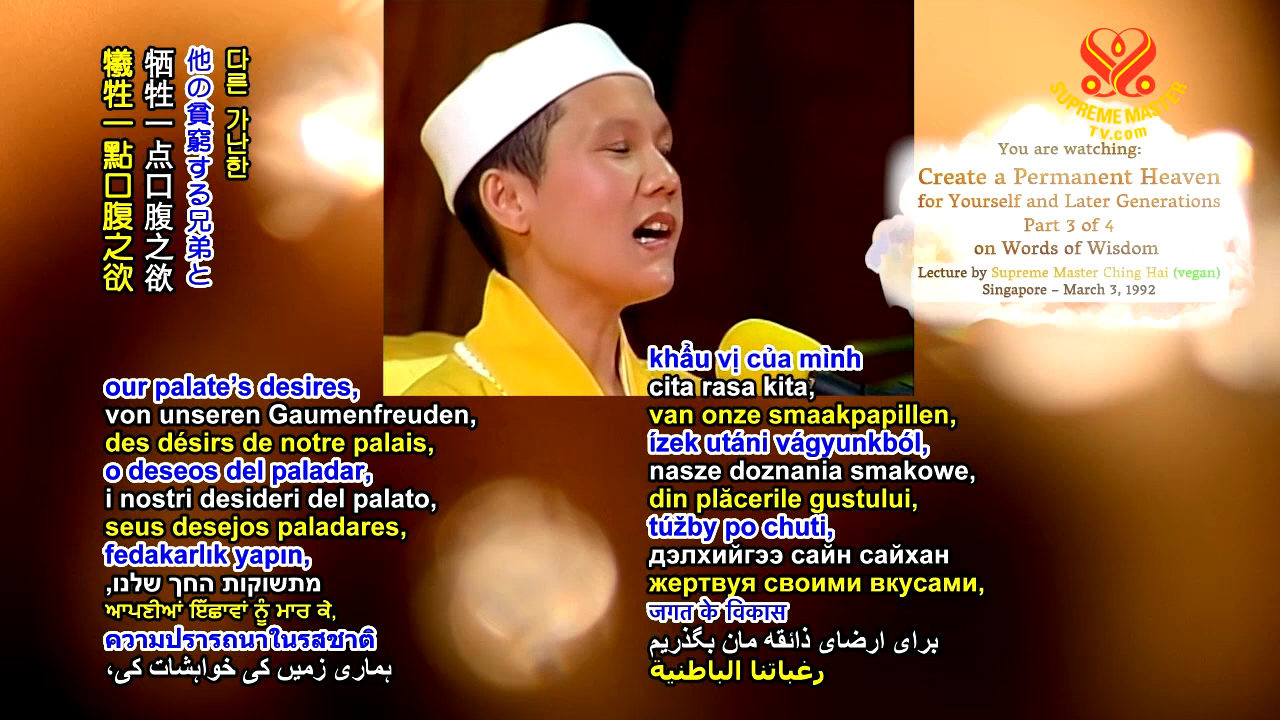 다른 가난한
他の貧窮する兄弟と
牺牲一点口腹之欲
犧牲一點口腹之欲
SUPREME MASTER
TV.com
You are watching:
Create a Permanent Heaven
for Yourself and Later Generations
Part 3 of 4
on Words of Wisdom
Lecture by Supreme Master Ching Hai (vegan)
Singapore – March 3, 1992
our palate's desires,
von unseren Gaumenfreuden,
des désirs de notre palais,
o deseos del paladar,
i nostri desideri del palato,
seus desejos paladares,
fedakarlık yapın,
מתשוקות החך שלנו,
ਆਪਣੀਆਂ ਇੱਛਾਵਾਂ ਨੂੰ ਮਾਰ ਕੇ,
ความปรารถนาในรสชาติ
ہماری زمیں کی خواہشات کی،
khẩu vị của mình
cita rasa kita,
van onze smaakpapillen,
ízek utáni vágyunkból,
nasze doznania smakowe,
din plăcerile gustului,
túžby po chuti,
дэлхийгээ сайн сайхан
жертвуя своими вкусами,
जगत के विकास
برای ارضای ذائقه مان بگذریم
رغباتنا الباطنية